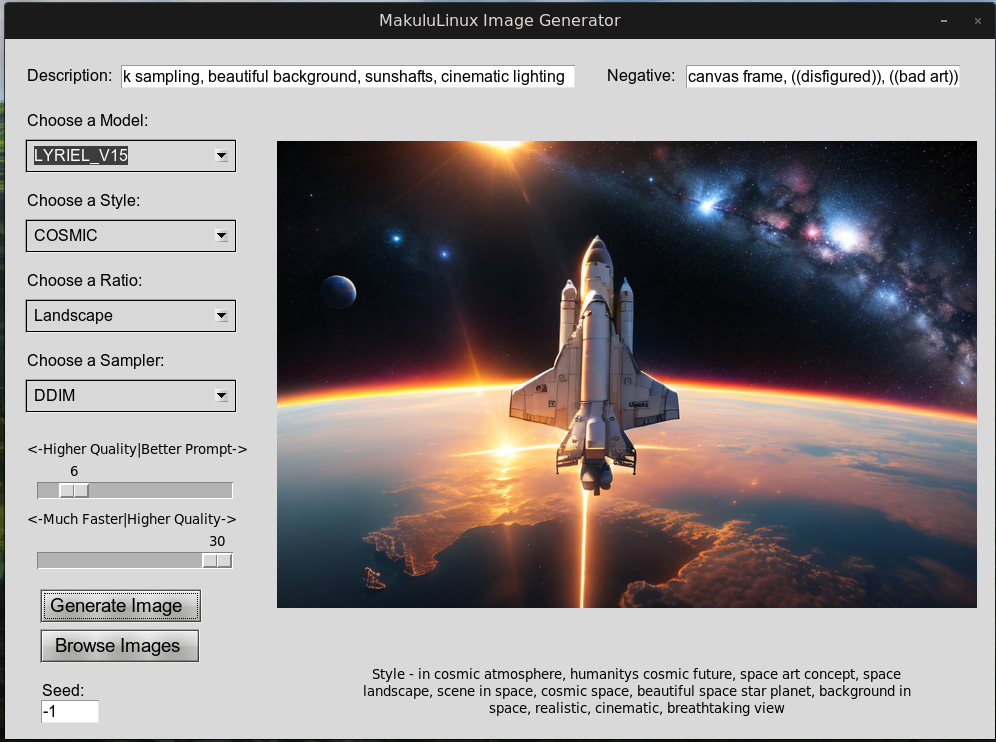 MakuluLinux Image Generator
Description: k sampling, beautiful background, sunshafts, cinematic lighting
Negative: canvas frame, ((disfigured)), ((bad art))
Choose a Model:
LYRIEL_V15
Choose a Style:
COSMIC
Choose a Ratio:
Landscape
Choose a Sampler:
DDIM
<-Higher Quality|Better Prompt->
6
<-Much Faster|Higher Quality->
30
Generate Image
Browse Images
Seed:
-1
Style - in cosmic atmosphere, humanitys cosmic future, space art concept, space
landscape, scene in space, cosmic space, beautiful space star planet, background in
space, realistic, cinematic, breathtaking view